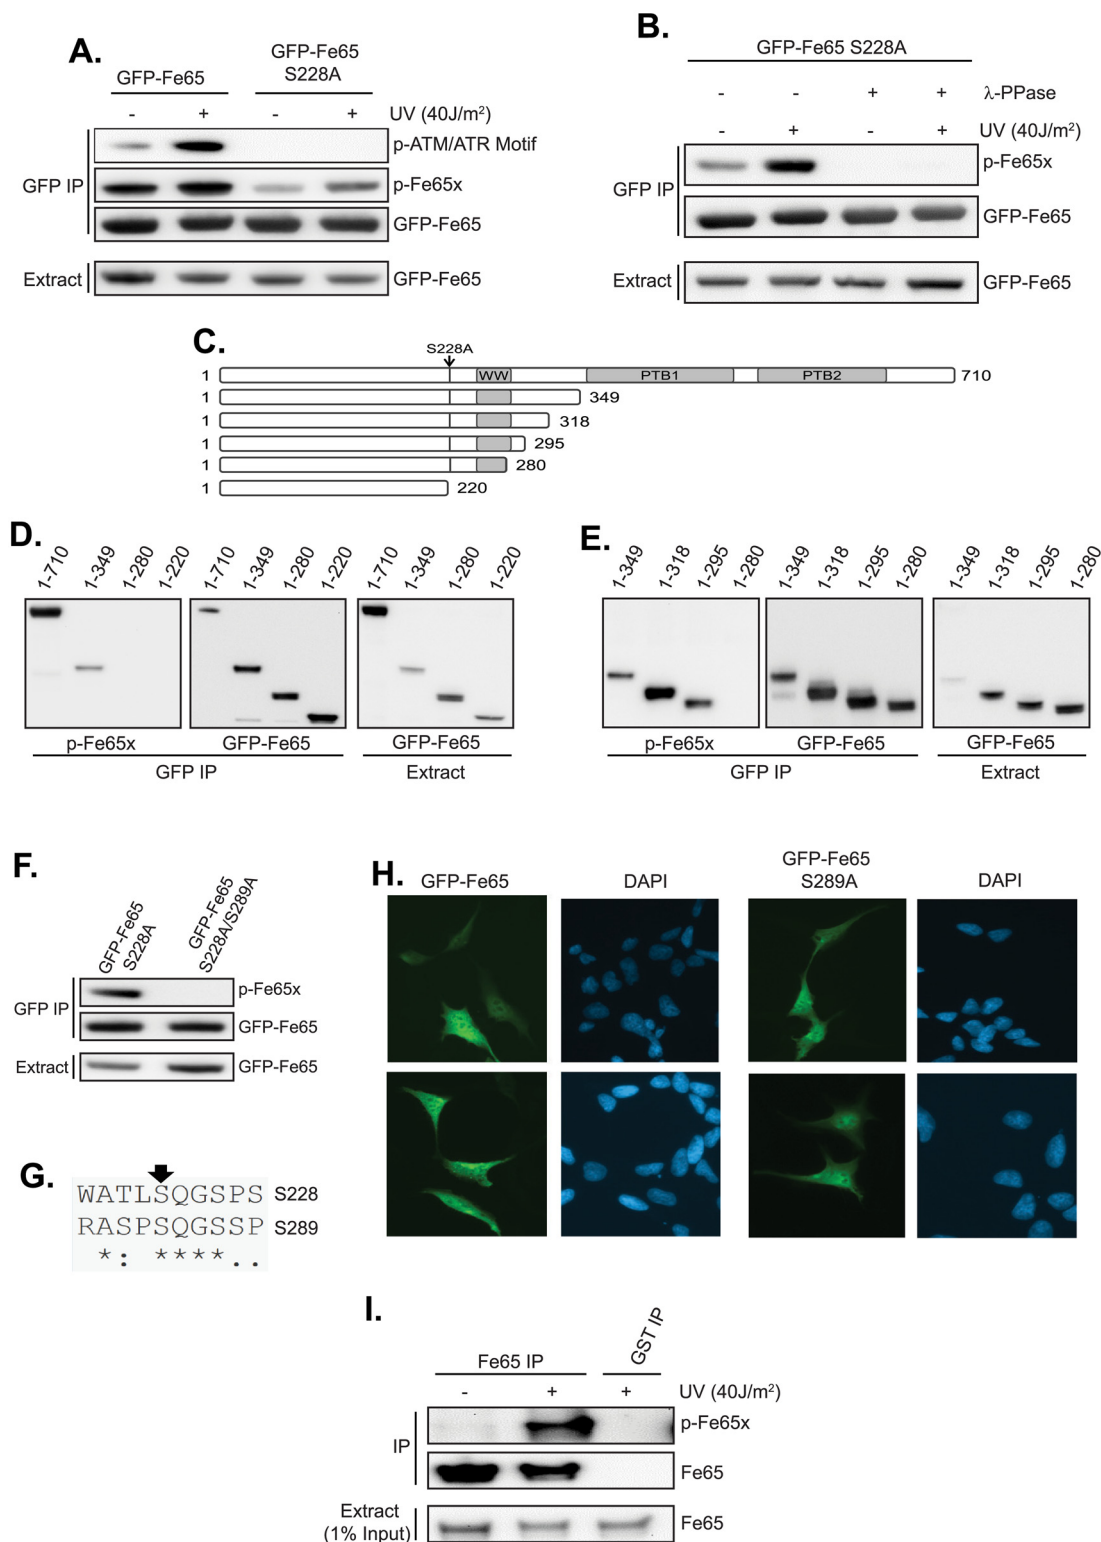 A.
GFP-Fe65
GFP-Fe65
S228A
- + - + UV (40J/m²)
GFP IP
p-ATM/ATR Motif
p-Fe65x
GFP-Fe65
Extract
GFP-Fe65
B.
GFP-Fe65 S228A
- - + + λ-PPase
- + - + UV (40J/m²)
GFP IP
p-Fe65x
GFP-Fe65
Extract
GFP-Fe65
C.
S228A
1 WW PTB1 PTB2 710
1 349
1 318
1 295
1 280
1 220
D.
1-710 1-349 1-280 1-220 1-710 1-349 1-280 1-220 1-710 1-349 1-280 1-220
p-Fe65x GFP-Fe65 GFP-Fe65
GFP IP Extract
E.
1-349 1-318 1-295 1-280 1-349 1-318 1-295 1-280 1-349 1-318 1-295 1-280
p-Fe65x GFP-Fe65 GFP-Fe65
GFP IP Extract
F.
GFP-Fe65
S228A
GFP-Fe65
S228A/S289A
GFP IP
p-Fe65x
GFP-Fe65
Extract
GFP-Fe65
G.
WATLSQGSPS S228
RASPSQGSSP S289
* : * * * * . .
H.
GFP-Fe65 DAPI
GFP-Fe65
S289A
DAPI
I.
Fe65 IP GST IP
- + + UV (40J/m²)
IP
p-Fe65x
Fe65
Extract
(1% Input)
Fe65